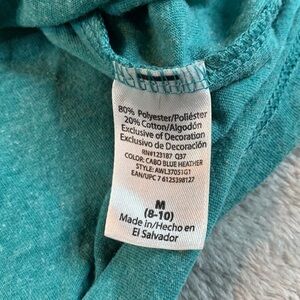 80% Polyester/Poliéster
20% Cotton/Algodón
Exclusive of Decoration
Exclusivo de Decoración
RN#123187 Q37
COLOR: CABO BLUE HEATHER
STYLE: AWL37051G1
EAN/UPC 7 6125398127
M
(8-10)
Made in/Hecho en
El Salvador